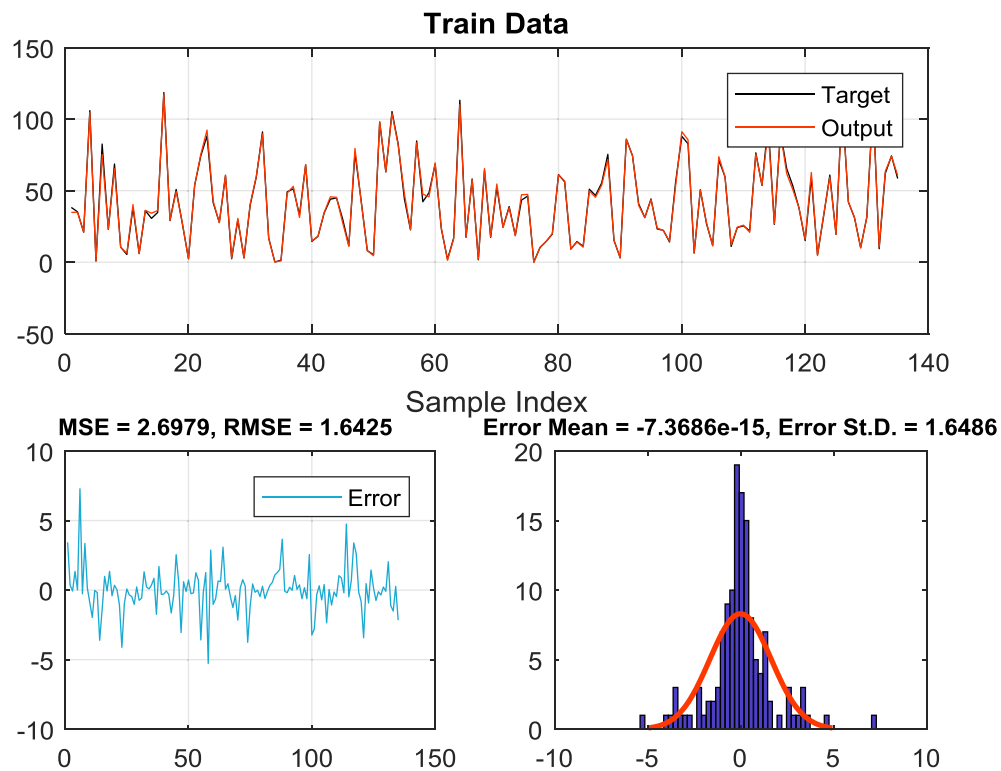 Train Data
150
100
50
0
-50
Target
Output
0 20 40 60 80 100 120 140
Sample Index
MSE = 2.6979, RMSE = 1.6425
10
5
0
-5
-10
Error
0 50 100 150
Error Mean = -7.3686e-15, Error St.D. = 1.6486
20
15
10
5
0
-10 -5 0 5 10